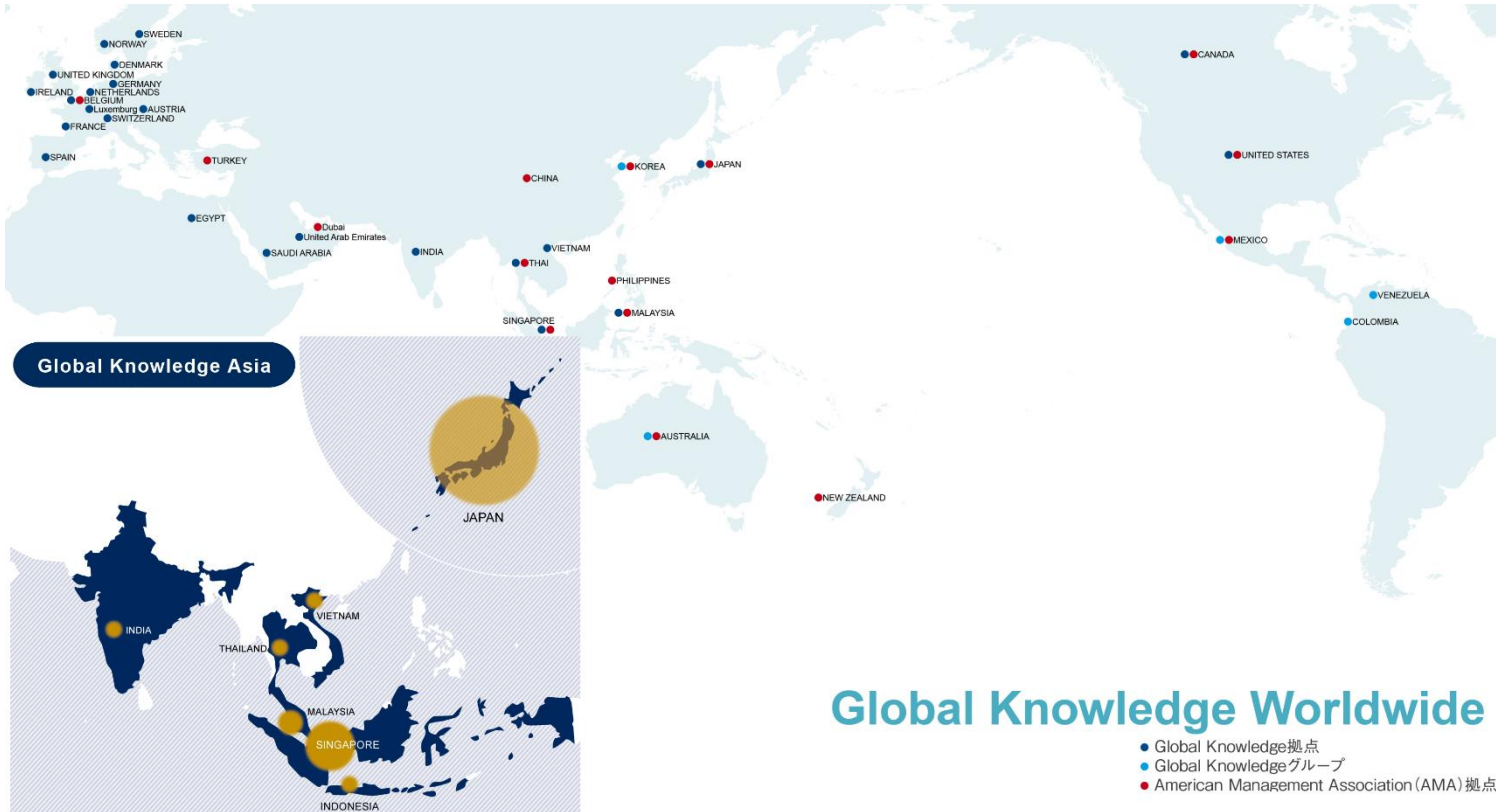 SWEDEN
NORWAY
DENMARK
UNITED KINGDOM
GERMANY
IRELAND
NETHERLANDS
BELGIUM
Luxemburg
AUSTRIA
SWITZERLAND
FRANCE
SPAIN
TURKEY
EGYPT
Dubai
United Arab Emirates
SAUDI ARABIA
INDIA
CHINA
KOREA
JAPAN
VIETNAM
THAI
PHILIPPINES
MALAYSIA
SINGAPORE
AUSTRALIA
NEW ZEALAND
CANADA
UNITED STATES
MEXICO
VENEZUELA
COLOMBIA
Global Knowledge Asia
JAPAN
INDIA
VIETNAM
THAILAND
MALAYSIA
SINGAPORE
INDONESIA
Global Knowledge Worldwide
Global Knowledge拠点
Global Knowledgeグループ
American Management Association（AMA）拠点